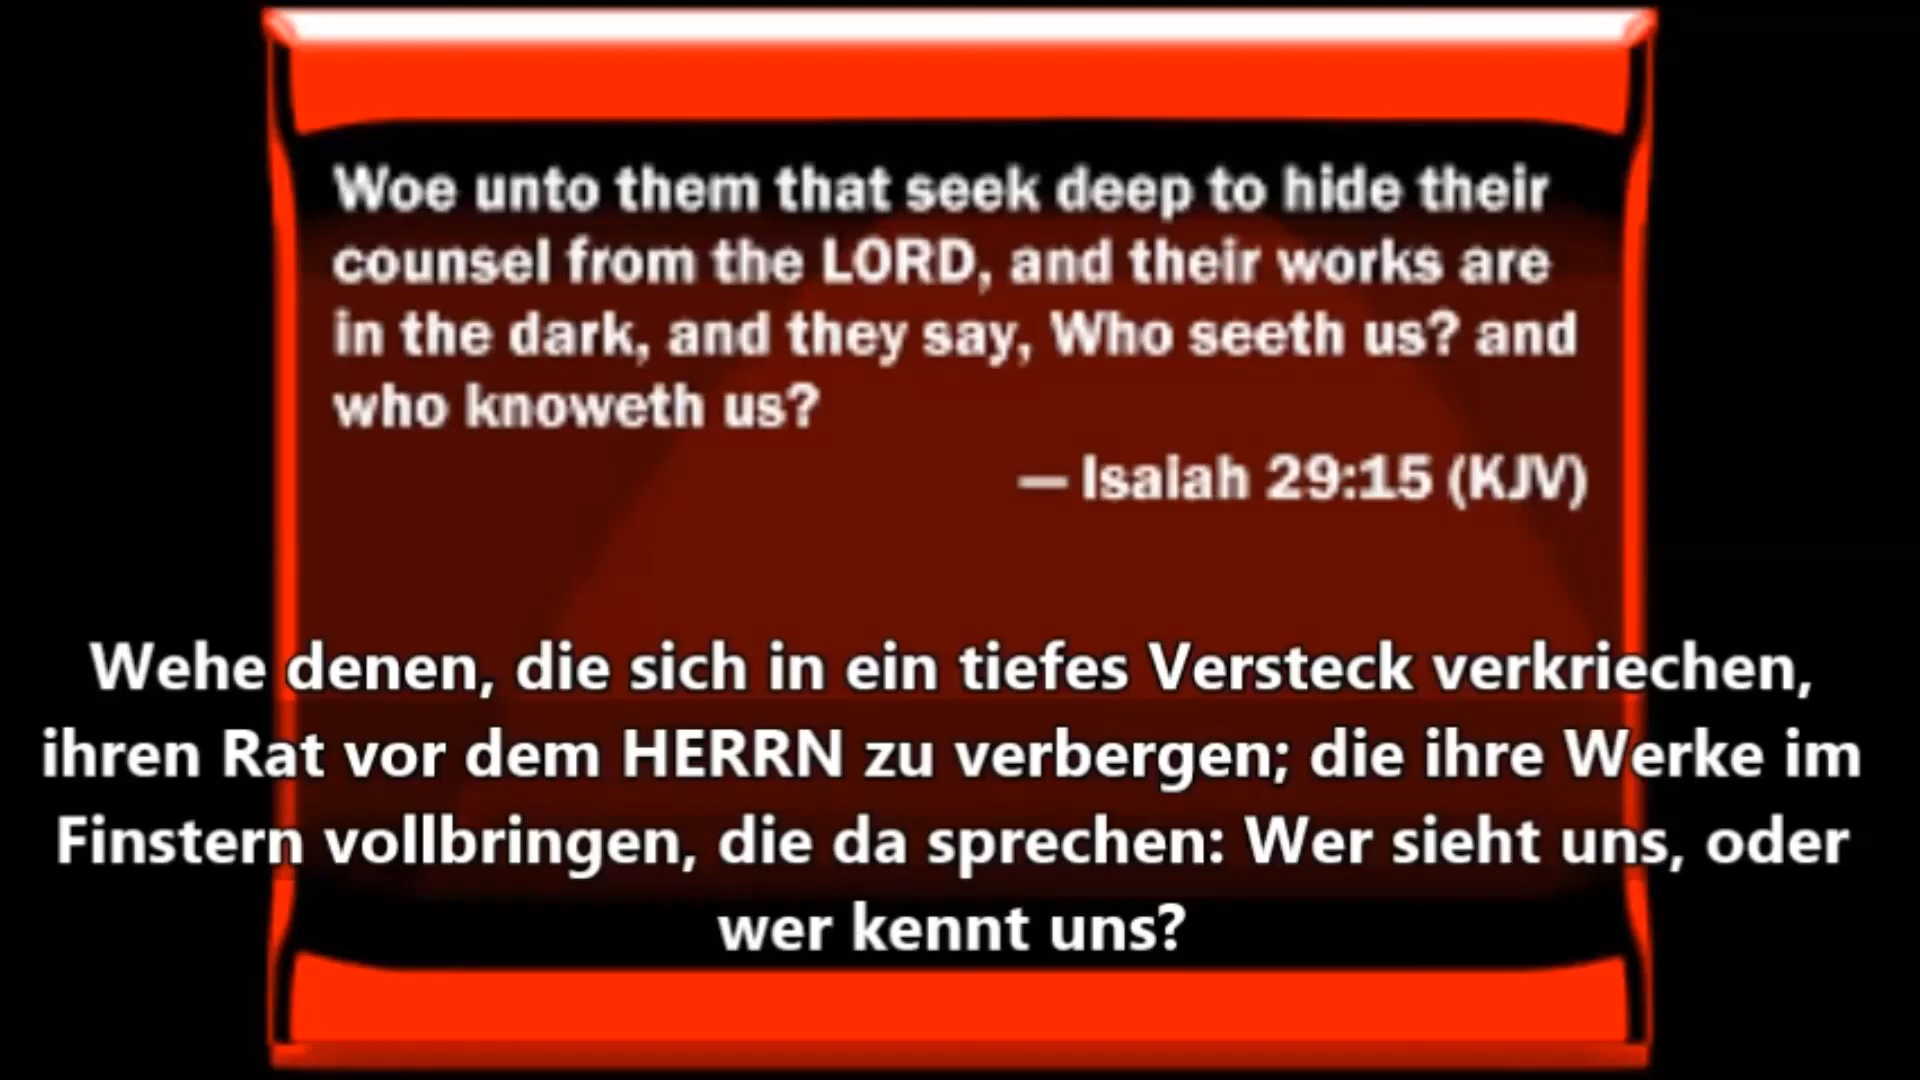 Woe unto them that seek deep to hide their
counsel from the LORD, and their works are
in the dark, and they say, Who seeth us? and
who knoweth us?
— Isaiah 29:15 (KJV)
Wehe denen, die sich in ein tiefes Versteck verkriechen,
ihren Rat vor dem HERRN zu verbergen; die ihre Werke im
Finstern vollbringen, die da sprechen: Wer sieht uns, oder
wer kennt uns?